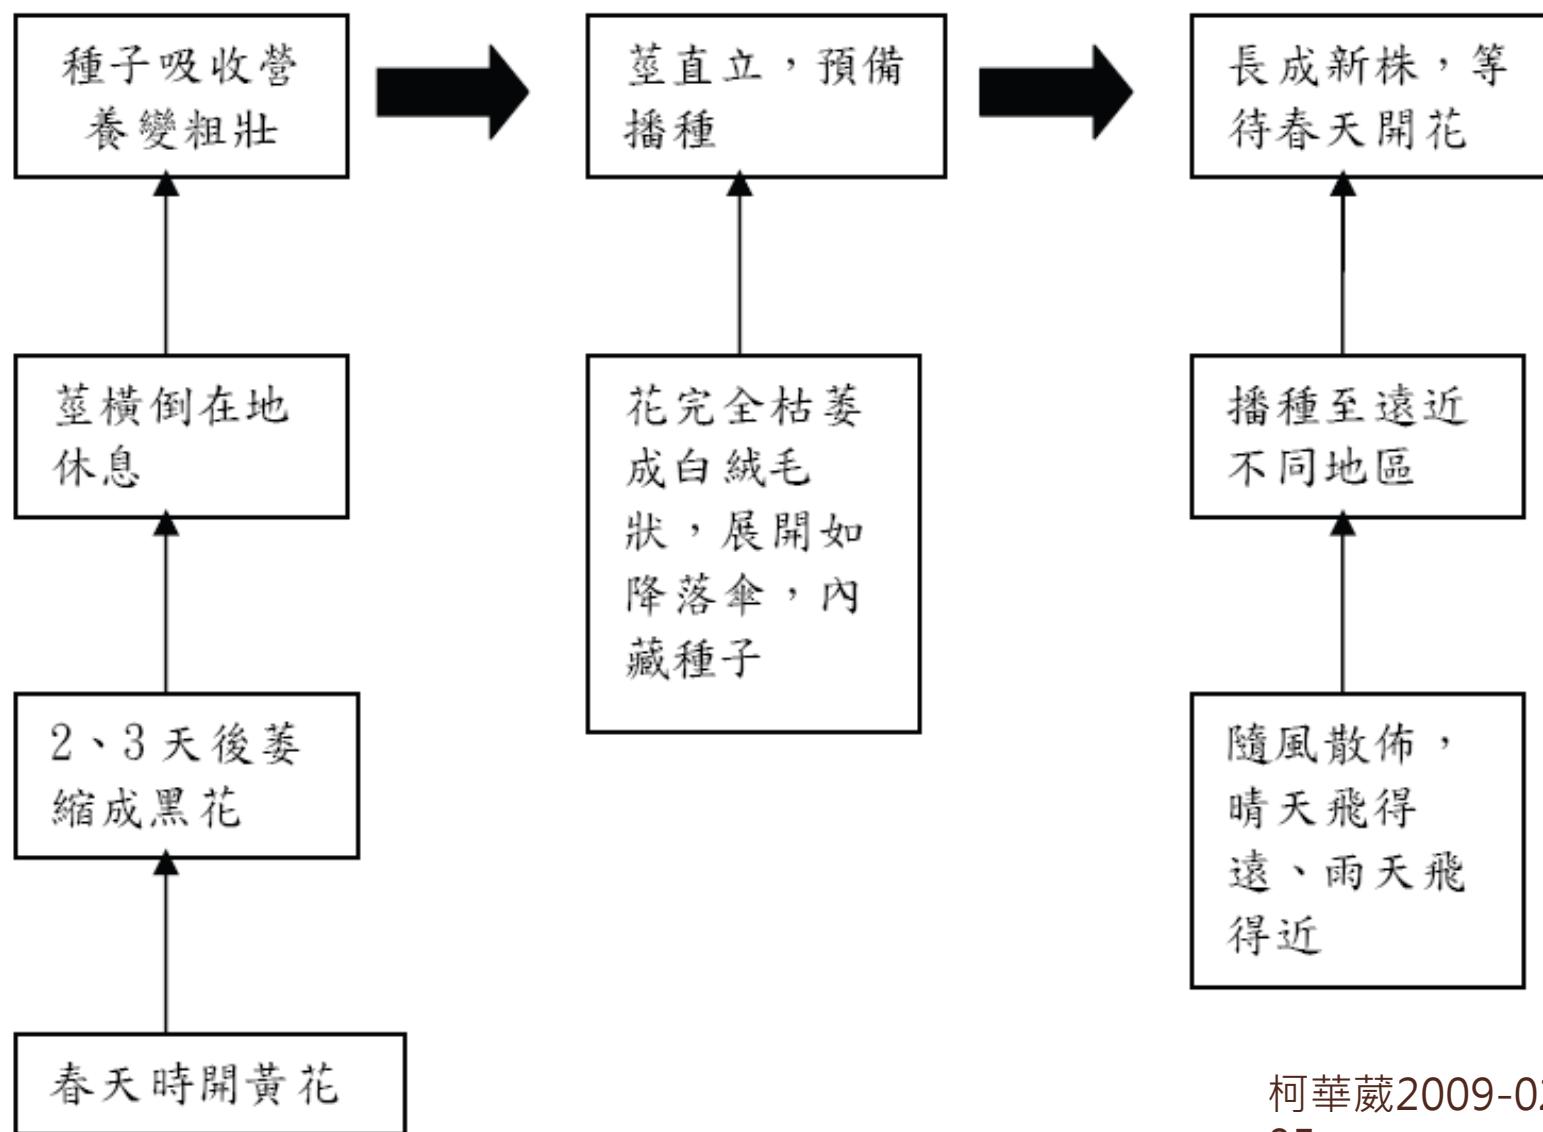 種子吸收營
養變粗壯
莖直立，預備
播種
長成新株，等
待春天開花
莖橫倒在地
休息
花完全枯萎
成白絨毛
狀，展開如
降落傘，內
藏種子
播種至遠近
不同地區
2、3天後萎
縮成黑花
隨風散佈，
晴天飛得
遠、雨天飛
得近
春天時開黃花
柯華葳2009-02